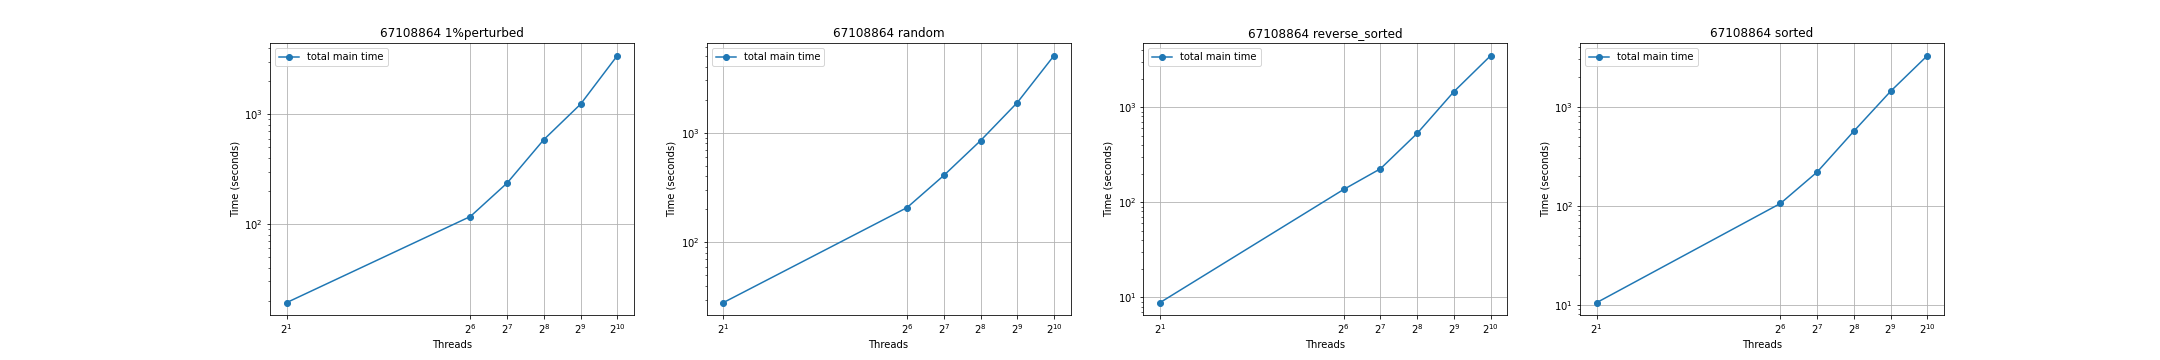 67108864 1%perturbed
total main time
10³
10²
Time (seconds)
2¹ 2⁶ 2⁷ 2⁸ 2⁹ 2¹⁰
Threads
67108864 random
total main time
10³
10²
Time (seconds)
2¹ 2⁶ 2⁷ 2⁸ 2⁹ 2¹⁰
Threads
67108864 reverse_sorted
total main time
10³
10²
10¹
Time (seconds)
2¹ 2⁶ 2⁷ 2⁸ 2⁹ 2¹⁰
Threads
67108864 sorted
total main time
10³
10²
10¹
Time (seconds)
2¹ 2⁶ 2⁷ 2⁸ 2⁹ 2¹⁰
Threads